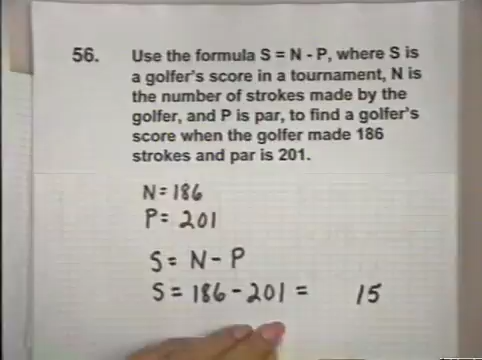 56. Use the formula S = N - P, where S is
a golfer's score in a tournament, N is
the number of strokes made by the
golfer, and P is par, to find a golfer's
score when the golfer made 186
strokes and par is 201.
N = 186
P = 201
S = N - P
S = 186 - 201 = 15